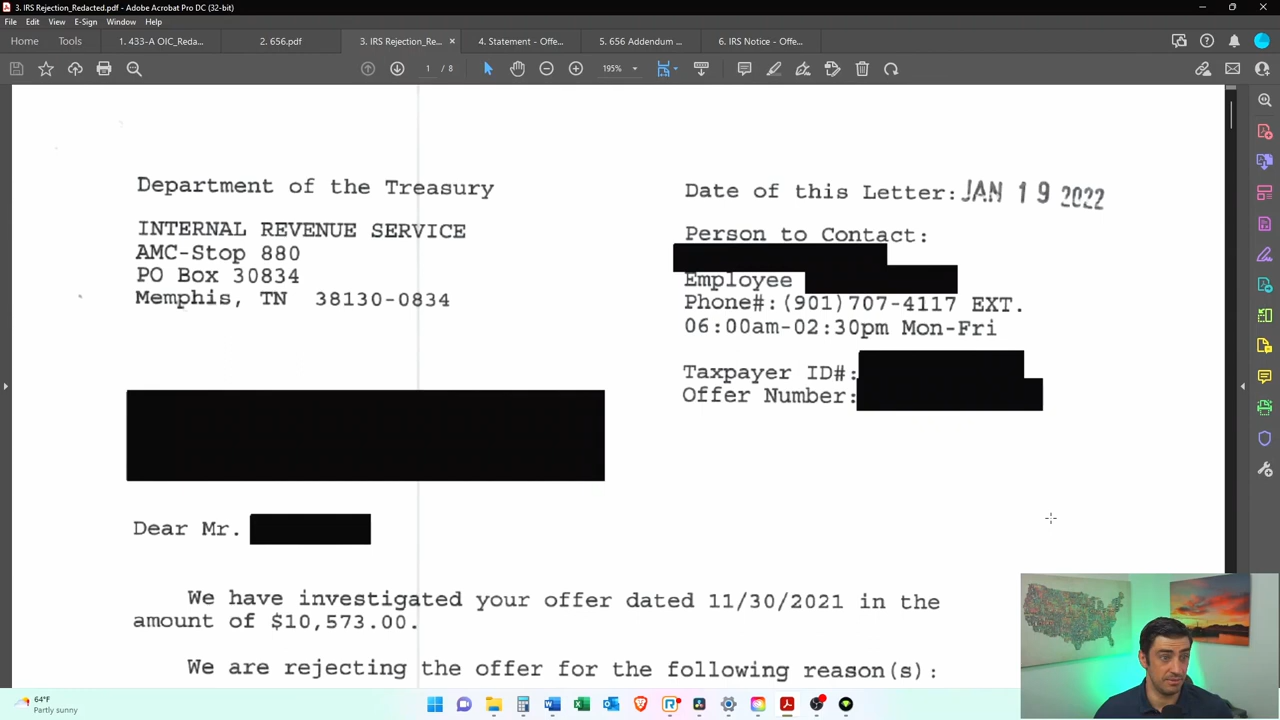 3. IRS Rejection_Redacted.pdf - Adobe Acrobat Pro DC (32-bit)
File Edit View E-Sign Window Help
Home Tools 1. 433-A OIC_Reda... 2. 656.pdf 3. IRS Rejection_Re... 4. Statement - Offe... 5. 656 Addendum ... 6. IRS Notice - Offe...
1 / 8 195%
Department of the Treasury
INTERNAL REVENUE SERVICE
AMC-Stop 880
PO Box 30834
Memphis, TN 38130-0834
Date of this Letter: JAN 19 2022
Person to Contact:
Employee
Phone#:(901)707-4117 EXT.
06:00am-02:30pm Mon-Fri
Taxpayer ID#:
Offer Number:
Dear Mr.
We have investigated your offer dated 11/30/2021 in the
amount of $10,573.00.
We are rejecting the offer for the following reason(s):
64°F
Partly sunny